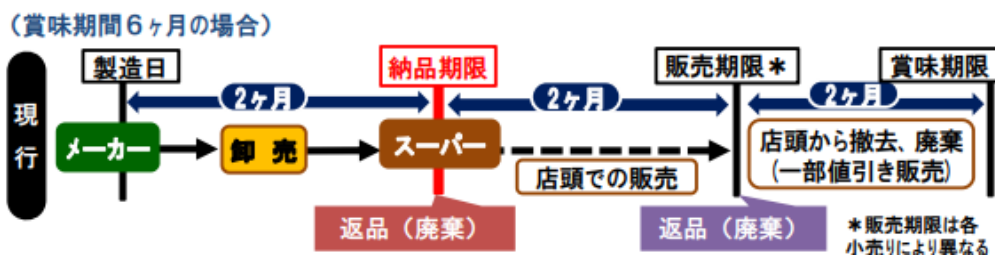 （賞味期間６ヶ月の場合）
現行
製造日
納品期限
販売期限＊
賞味期限
2ヶ月
2ヶ月
2ヶ月
メーカー
卸 売
スーパー
店頭での販売
店頭から撤去、廃棄
(一部値引き販売)
返品（廃棄）
返品（廃棄）
＊販売期限は各
小売りにより異なる